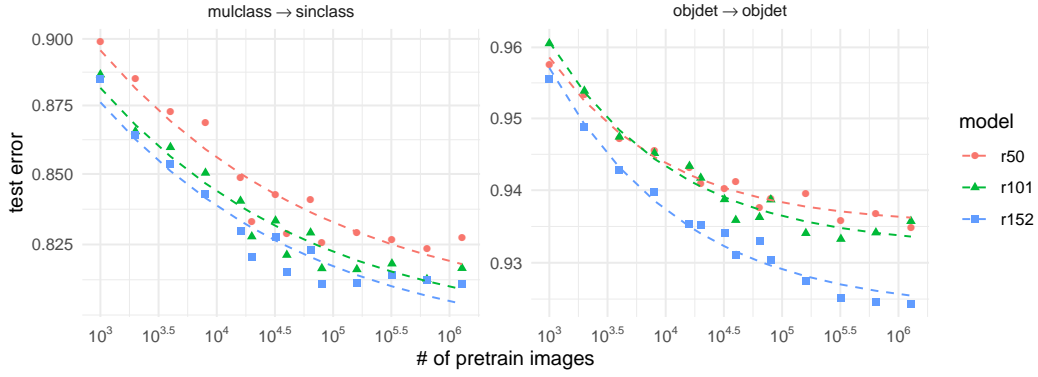 mulclass → sinclass
objdet → objdet
test error
0.900
0.875
0.850
0.825
0.96
0.95
0.94
0.93
10^3
10^3.5
10^4
10^4.5
10^5
10^5.5
10^6
10^3
10^3.5
10^4
10^4.5
10^5
10^5.5
10^6
# of pretrain images
model
r50
r101
r152